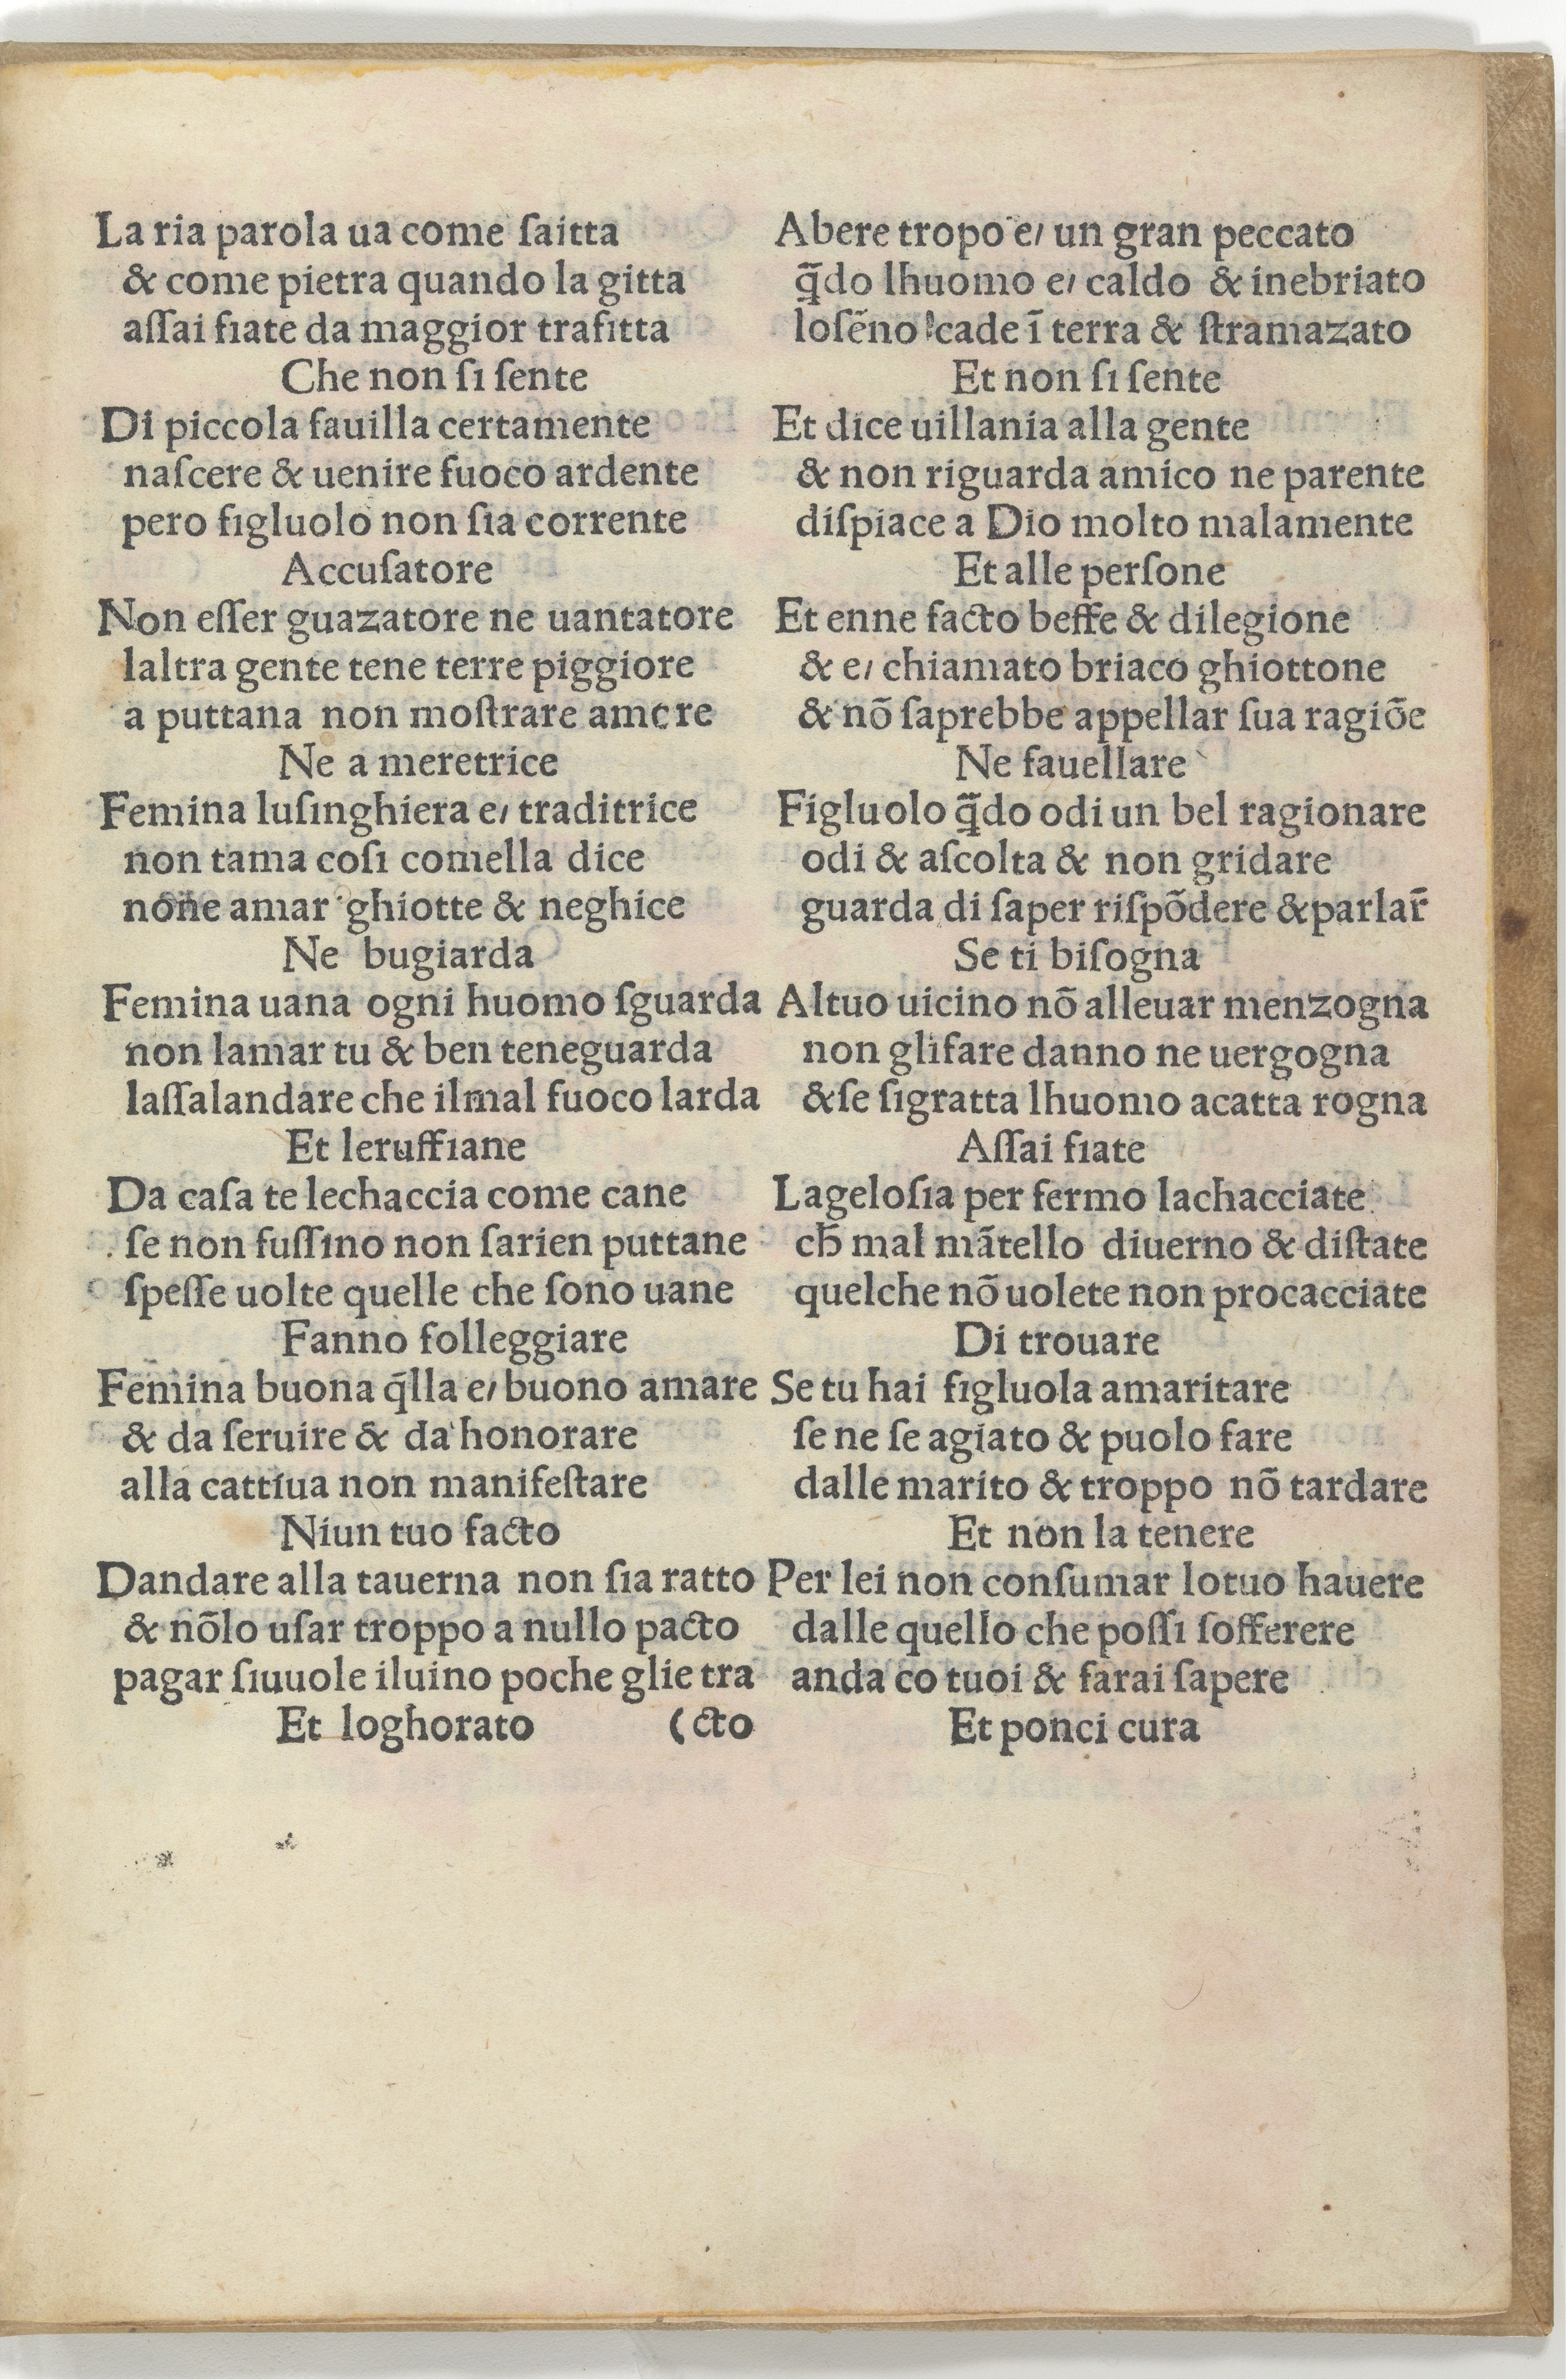 La ria parola ua come ſaitta
& come pietra quando la gitta
aſſai fiate da maggior trafitta
Che non ſi ſente
Di piccola fauilla certamente
naſcere & uenire fuoco ardente
pero figluolo non ſia corrente
Accuſatore
Non eſſer guazatore ne uantatore
laltra gente tene terre piggiore
a puttana non moſtrare amore
Ne a meretrice
Femina luſinghiera e, traditrice
non tama coſi comella dice
none amar ghiotte & neghice
Ne bugiarda
Femina uana ogni huomo ſguarda
non lamar tu & ben teneguarda
laſſalandare che ilmal fuoco larda
Et leruffiane
Da caſa te lechaccia come cane
ſe non fuſſino non ſarien puttane
ſpeſſe uolte quelle che ſono uane
Fanno folleggiare
Femina buona q̃lla e, buono amare
& da ſeruire & da honorare
alla cattiua non manifeſtare
Niun tuo facto
Dandare alla tauerna non ſia ratto
& nõlo uſar troppo a nullo pacto
pagar ſiuuole iluino poche glie tra
Et loghorato (cto
Abere tropo e, un gran peccato
q̃do lhuomo e, caldo & inebriato
loſẽno cade ĩ terra & ſtramazato
Et non ſi ſente
Et dice uillania alla gente
& non riguarda amico ne parente
diſpiace a Dio molto malamente
Et alle perſone
Et enne facto beffe & dilegione
& e, chiamato briaco ghiottone
& nõ ſaprebbe appellar ſua ragiõe
Ne fauellare
Figluolo q̃do odi un bel ragionare
odi & aſcolta & non gridare
guarda di ſaper riſpõdere &parlar̃
Se ti biſogna
Altuo uicino nõ alleuar menzogna
non glifare danno ne uergogna
&ſe ſigratta lhuomo acatta rogna
Aſſai fiate
Lageloſia per fermo lachacciate
cħ mal mãtello diuerno & diſtate
quelche nõ uolete non procacciate
Di trouare
Se tu hai figluola amaritare
ſe ne ſe agiato & puolo fare
dalle marito & troppo nõ tardare
Et non la tenere
Per lei non conſumar lotuo hauere
dalle quello che poſſi ſofferere
anda co tuoi & farai ſapere
Et ponci cura